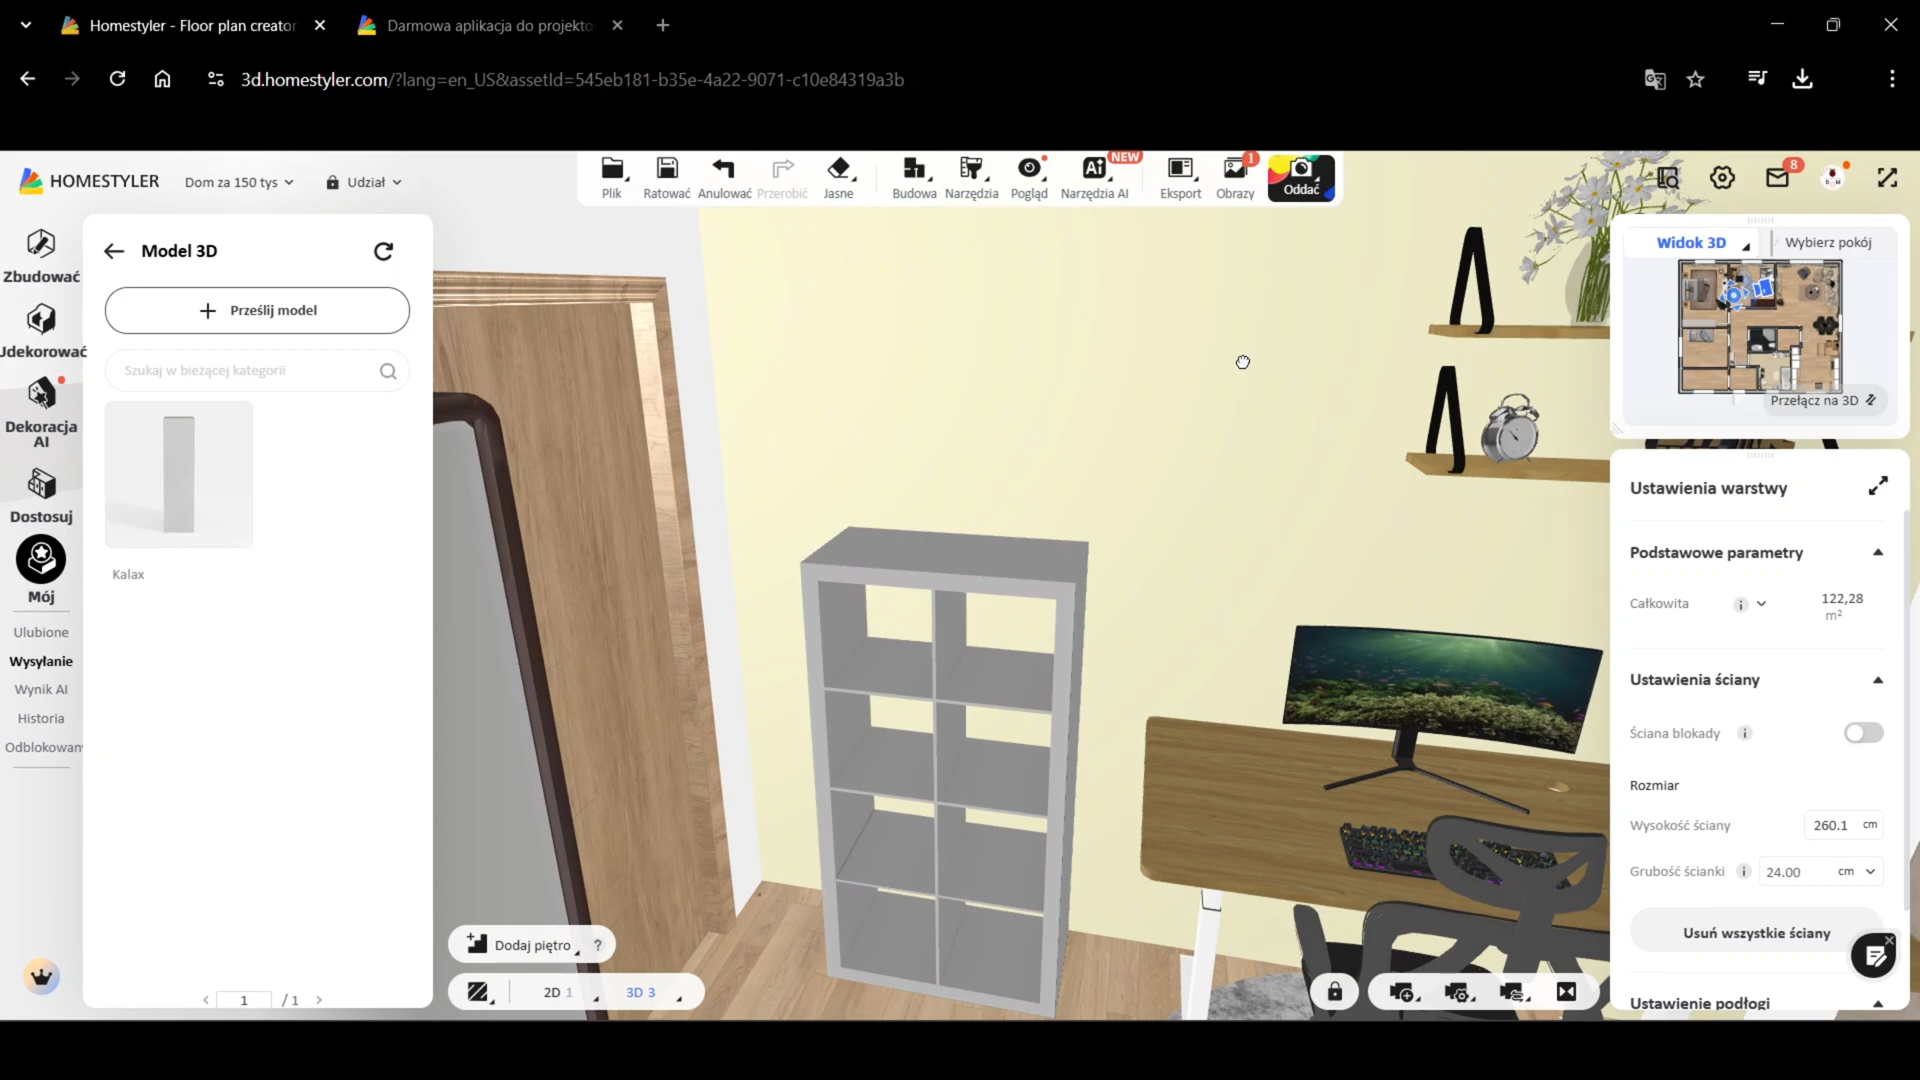 Homestyler - Floor plan creator
Darmowa aplikacja do projekto
3d.homestyler.com/?lang=en_US&assetId=545eb181-b35e-4a22-9071-c10e84319a3b
HOMESTYLER
Dom za 150 tys
Udział
Plik
Ratować
Anulować
Przerobić
Jasne
Budowa
Narzędzia
Pogląd
Narzędzia AI
NEW
Eksport
Obrazy
1
Oddać
8
Zbudować
Udekorować
Dekoracja
AI
Dostosuj
Mój
Ulubione
Wysyłanie
Wynik AI
Historia
Odblokowany
Model 3D
Prześlij model
Szukaj w bieżącej kategorii
Kalax
1 / 1
Dodaj piętro ?
2D 1
3D 3
Widok 3D
Wybierz pokój
Przełącz na 3D
Ustawienia warstwy
Podstawowe parametry
Całkowita i 122,28
m²
Ustawienia ściany
Ściana blokady i
Rozmiar
Wysokość ściany 260.1 cm
Grubość ścianki i 24.00 cm
Usuń wszystkie ściany
Ustawienie podłogi